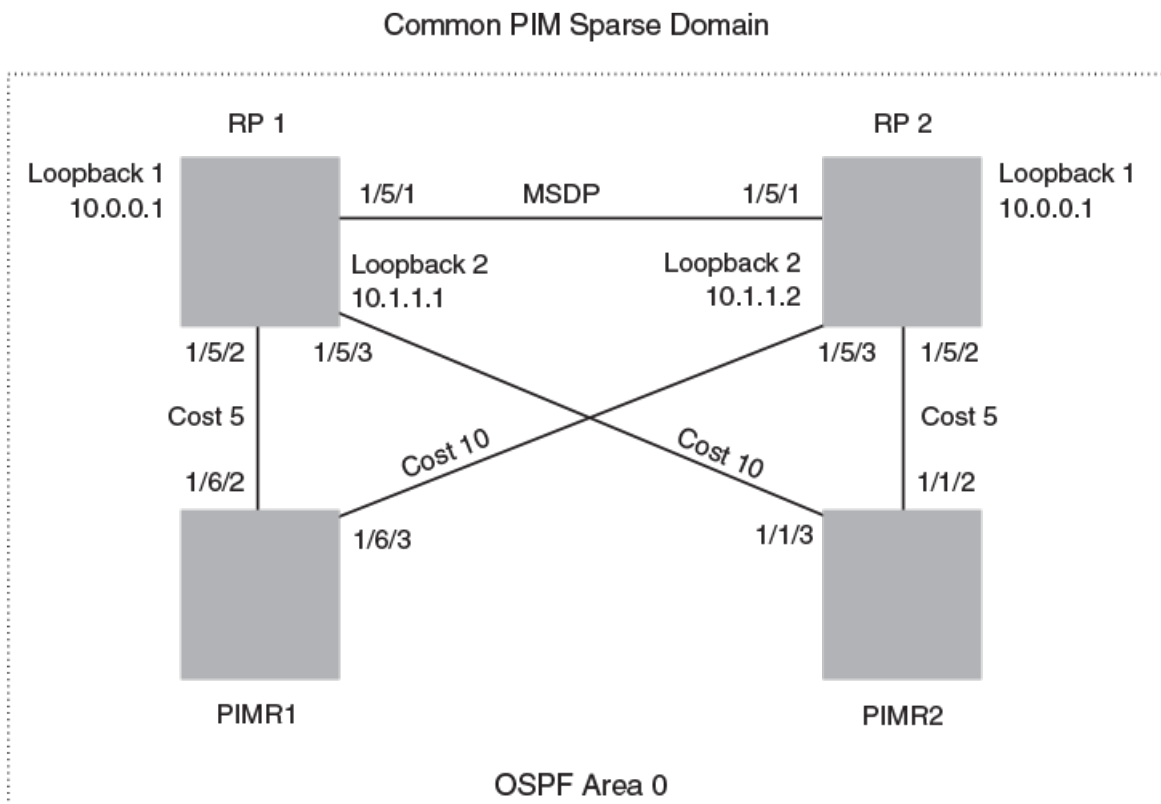 Common PIM Sparse Domain
RP 1
RP 2
Loopback 1
10.0.0.1
1/5/1
MSDP
1/5/1
Loopback 1
10.0.0.1
Loopback 2
10.1.1.1
Loopback 2
10.1.1.2
1/5/2
1/5/3
1/5/3
1/5/2
Cost 5
Cost 10
Cost 10
Cost 5
1/6/2
1/6/3
1/1/3
1/1/2
PIMR1
PIMR2
OSPF Area 0